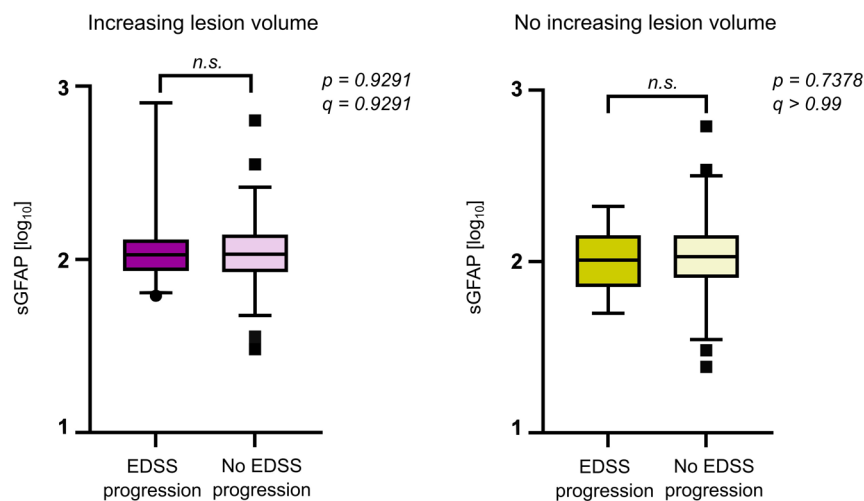 Increasing lesion volume
n.s.
p = 0.9291
q = 0.9291
3
2
1
sGFAP [log10]
EDSS
progression
No EDSS
progression
No increasing lesion volume
n.s.
p = 0.7378
q > 0.99
3
2
1
sGFAP [log10]
EDSS
progression
No EDSS
progression